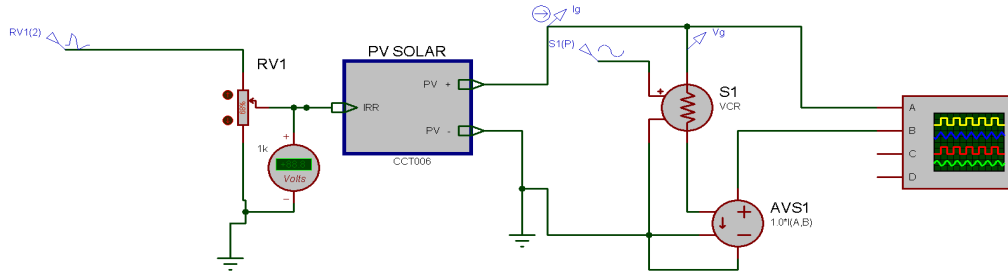 Ig
RV1(2)
Vg
S1(P)
PV SOLAR
RV1
PV +
S1
VCR
IRR
A
68%
+
B
PV -
C
1k
CCT006
D
Volts
AVS1
1.0*I(A,B)